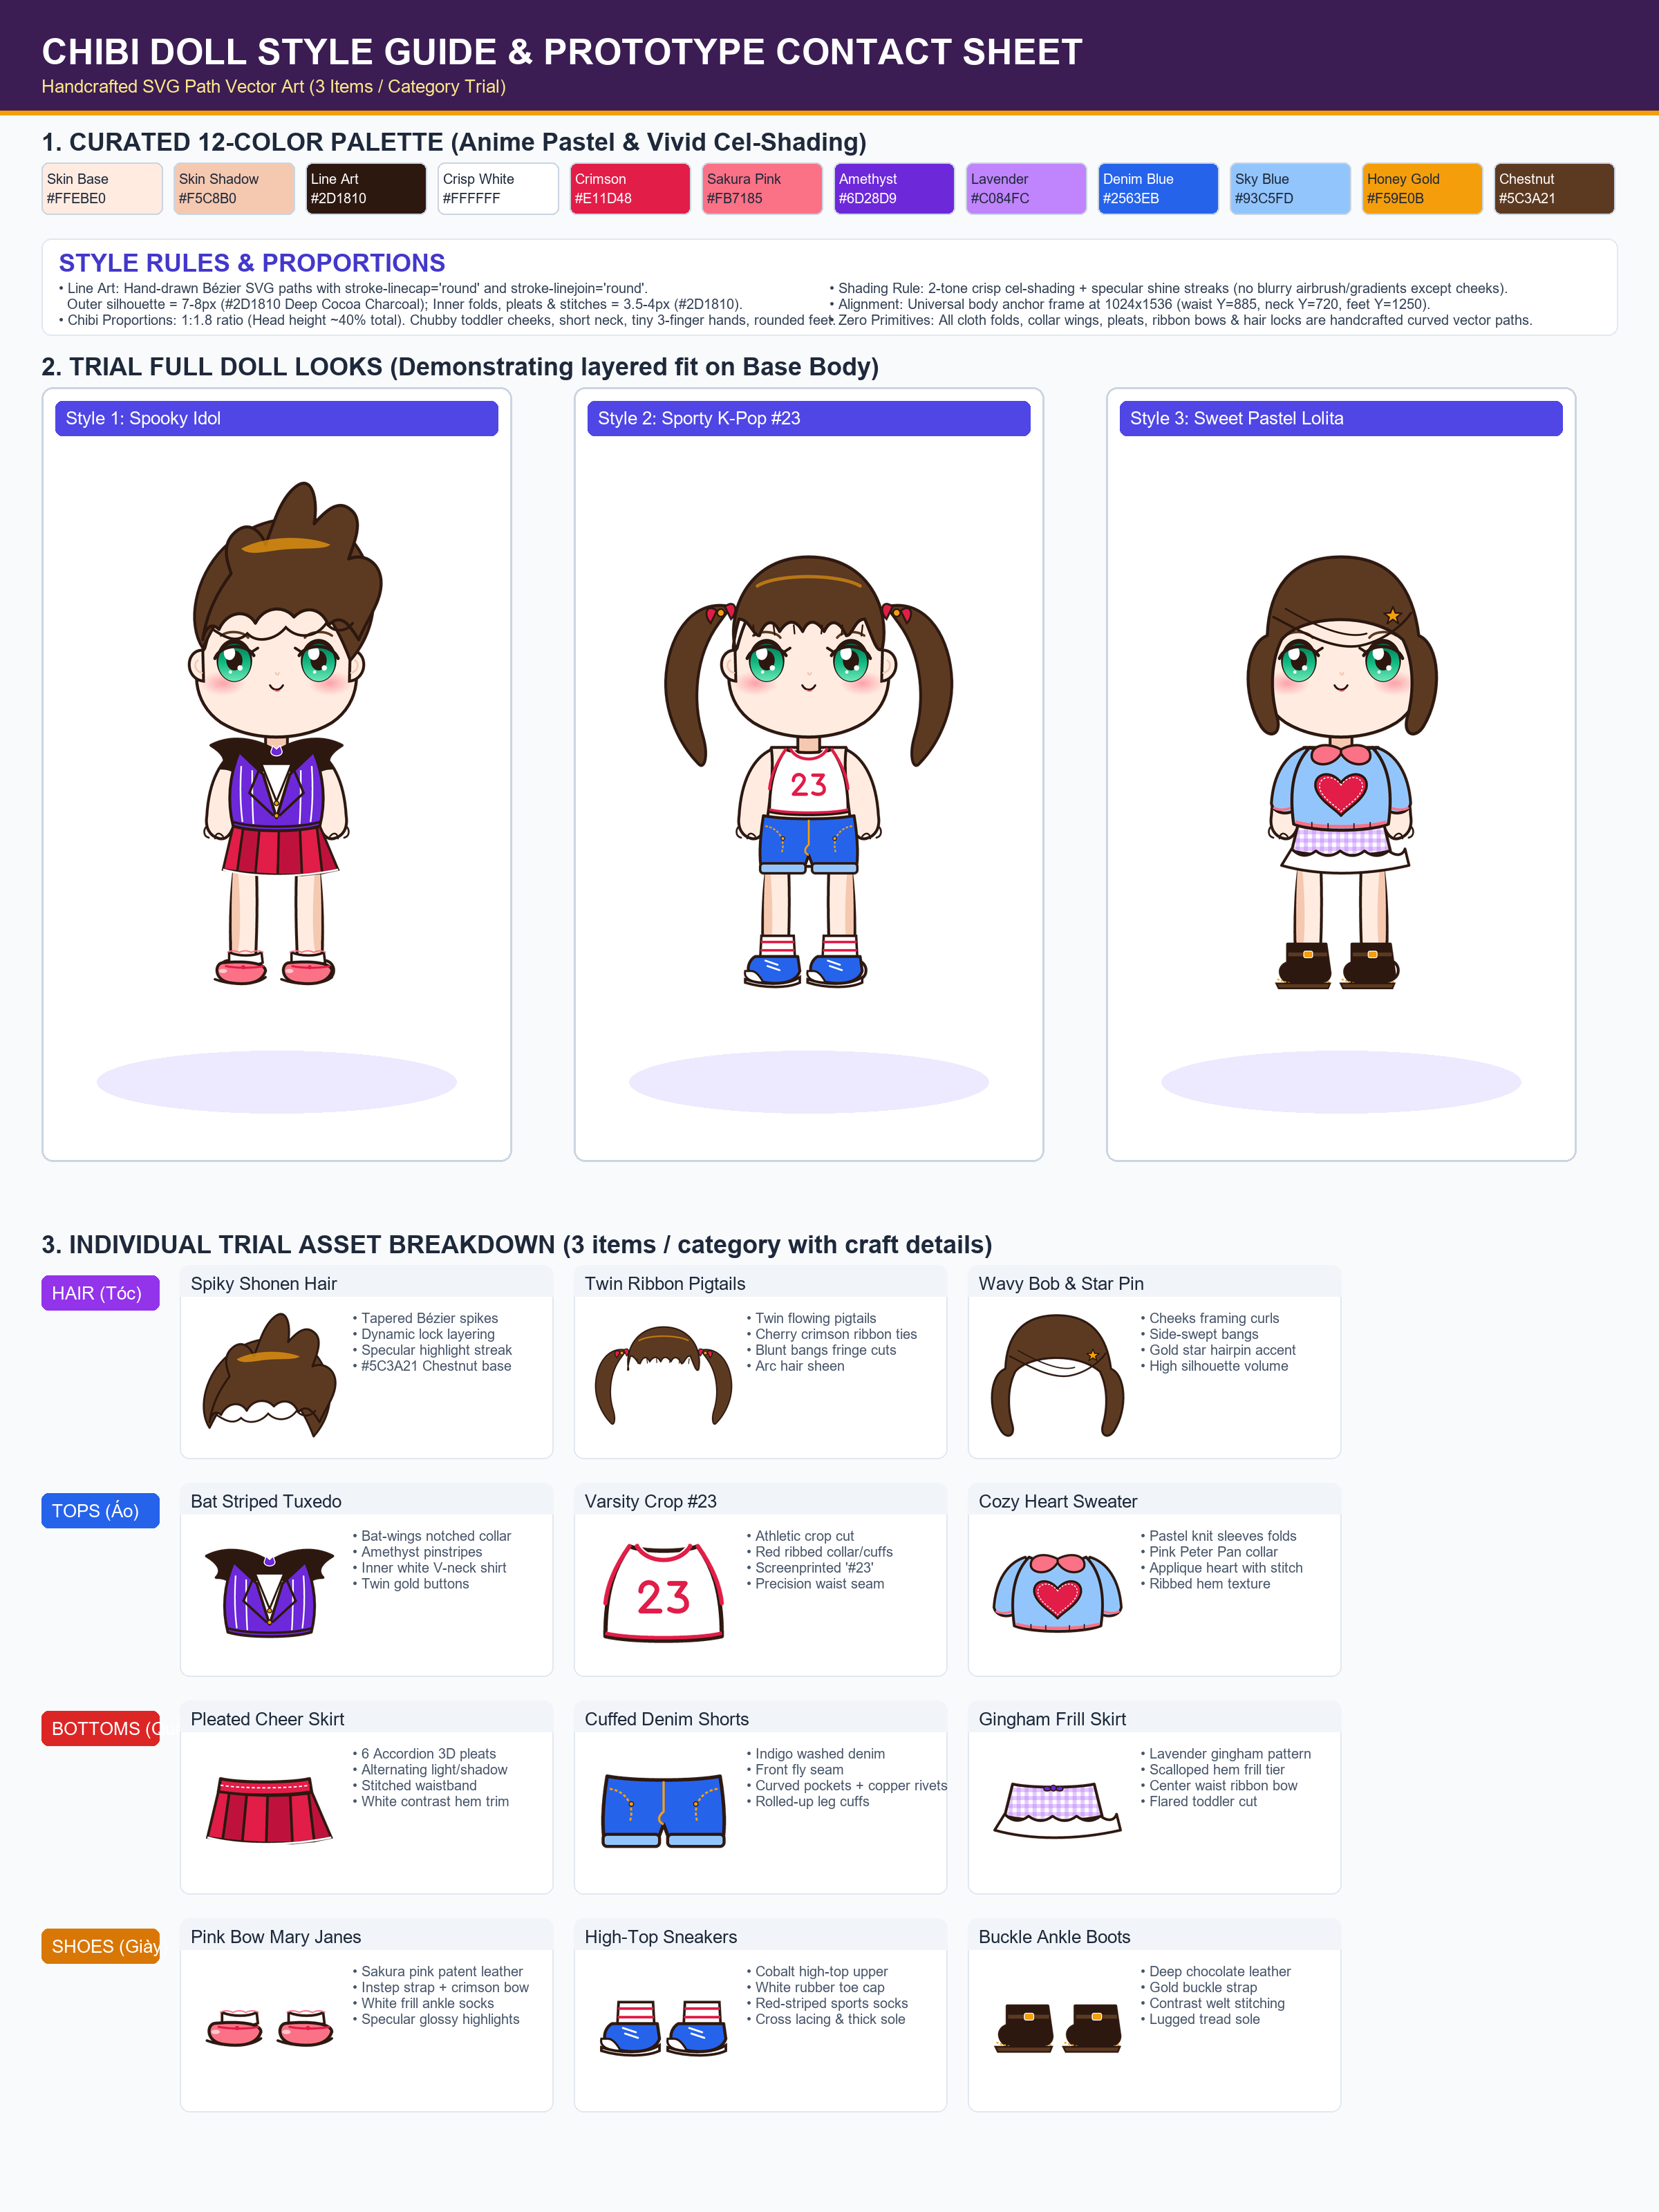 CHIBI DOLL STYLE GUIDE & PROTOTYPE CONTACT SHEET
Handcrafted SVG Path Vector Art (3 Items / Category Trial)
1. CURATED 12-COLOR PALETTE (Anime Pastel & Vivid Cel-Shading)
Skin Base
#FFEBE0
Skin Shadow
#F5C8B0
Line Art
#2D1810
Crisp White
#FFFFFF
Crimson
#E11D48
Sakura Pink
#FB7185
Amethyst
#6D28D9
Lavender
#C084FC
Denim Blue
#2563EB
Sky Blue
#93C5FD
Honey Gold
#F59E0B
Chestnut
#5C3A21
STYLE RULES & PROPORTIONS
• Line Art: Hand-drawn Bézier SVG paths with stroke-linecap='round' and stroke-linejoin='round'.
Outer silhouette = 7-8px (#2D1810 Deep Cocoa Charcoal); Inner folds, pleats & stitches = 3.5-4px (#2D1810).
• Chibi Proportions: 1:1.8 ratio (Head height ~40% total). Chubby toddler cheeks, short neck, tiny 3-finger hands, rounded feet.
• Shading Rule: 2-tone crisp cel-shading + specular shine streaks (no blurry airbrush/gradients except cheeks).
• Alignment: Universal body anchor frame at 1024x1536 (waist Y=885, neck Y=720, feet Y=1250).
• Zero Primitives: All cloth folds, collar wings, pleats, ribbon bows & hair locks are handcrafted curved vector paths.
2. TRIAL FULL DOLL LOOKS (Demonstrating layered fit on Base Body)
Style 1: Spooky Idol
Style 2: Sporty K-Pop #23
23
Style 3: Sweet Pastel Lolita
3. INDIVIDUAL TRIAL ASSET BREAKDOWN (3 items / category with craft details)
HAIR (Tóc)
Spiky Shonen Hair
• Tapered Bézier spikes
• Dynamic lock layering
• Specular highlight streak
• #5C3A21 Chestnut base
Twin Ribbon Pigtails
• Twin flowing pigtails
• Cherry crimson ribbon ties
• Blunt bangs fringe cuts
• Arc hair sheen
Wavy Bob & Star Pin
• Cheeks framing curls
• Side-swept bangs
• Gold star hairpin accent
• High silhouette volume
TOPS (Áo)
Bat Striped Tuxedo
• Bat-wings notched collar
• Amethyst pinstripes
• Inner white V-neck shirt
• Twin gold buttons
Varsity Crop #23
23
• Athletic crop cut
• Red ribbed collar/cuffs
• Screenprinted '#23'
• Precision waist seam
Cozy Heart Sweater
• Pastel knit sleeves folds
• Pink Peter Pan collar
• Applique heart with stitch
• Ribbed hem texture
BOTTOMS
Pleated Cheer Skirt
• 6 Accordion 3D pleats
• Alternating light/shadow
• Stitched waistband
• White contrast hem trim
Cuffed Denim Shorts
• Indigo washed denim
• Front fly seam
• Curved pockets + copper rivets
• Rolled-up leg cuffs
Gingham Frill Skirt
• Lavender gingham pattern
• Scalloped hem frill tier
• Center waist ribbon bow
• Flared toddler cut
SHOES (Giày
Pink Bow Mary Janes
• Sakura pink patent leather
• Instep strap + crimson bow
• White frill ankle socks
• Specular glossy highlights
High-Top Sneakers
• Cobalt high-top upper
• White rubber toe cap
• Red-striped sports socks
• Cross lacing & thick sole
Buckle Ankle Boots
• Deep chocolate leather
• Gold buckle strap
• Contrast welt stitching
• Lugged tread sole